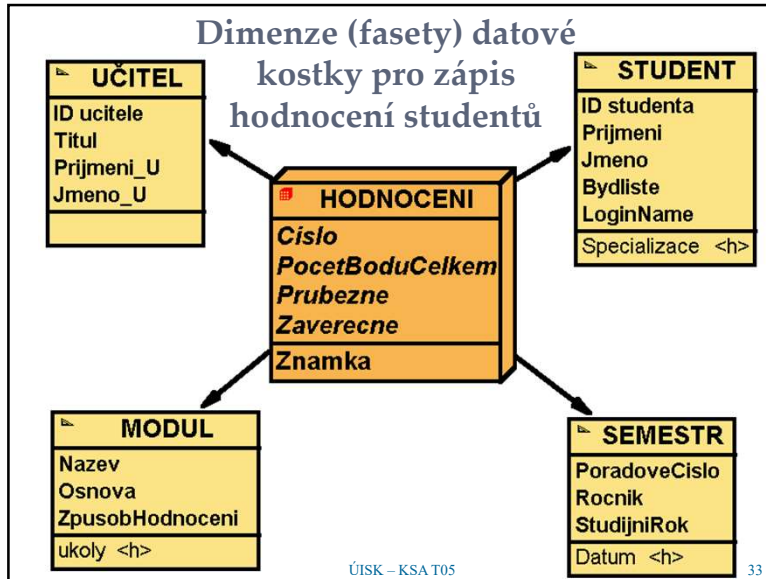 Dimenze (fasety) datové
kostky pro zápis
hodnocení studentů
UČITEL
ID ucitele
Titul
Prijmeni_U
Jmeno_U
STUDENT
ID studenta
Prijmeni
Jmeno
Bydliste
LoginName
Specializace <h>
HODNOCENI
Cislo
PocetBoduCelkem
Prubezne
Zaverecne
Znamka
MODUL
Nazev
Osnova
ZpusobHodnoceni
ukoly <h>
SEMESTR
PoradoveCislo
Rocnik
StudijniRok
Datum <h>
ÚISK – KSA T05
33